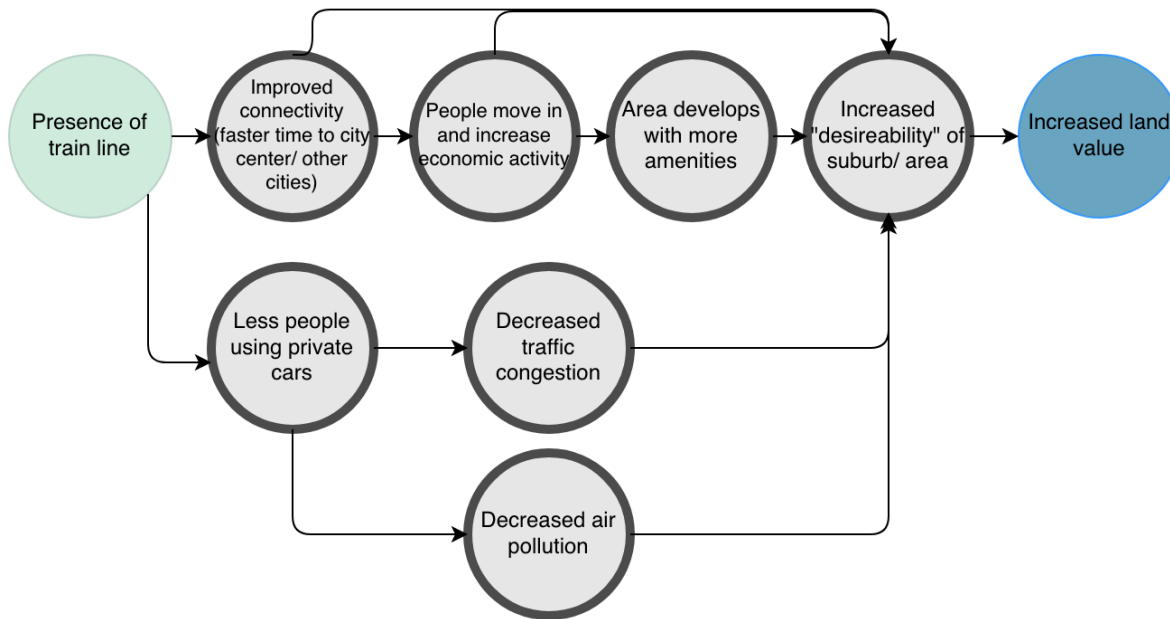 Presence of
train line
Improved
connectivity
(faster time to city
center/ other
cities)
People move in
and increase
economic activity
Area develops
with more
amenities
Increased
"desireability" of
suburb/ area
Increased land
value
Less people
using private
cars
Decreased
traffic
congestion
Decreased air
pollution